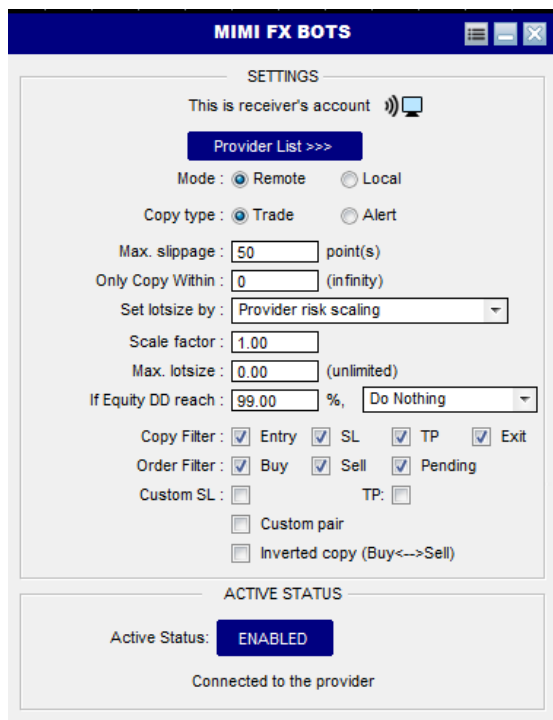 MIMI FX BOTS
SETTINGS
This is receiver's account
Provider List >>>
Mode : Remote Local
Copy type : Trade Alert
Max. slippage : 50 point(s)
Only Copy Within : 0 (infinity)
Set lotsize by : Provider risk scaling
Scale factor : 1.00
Max. lotsize : 0.00 (unlimited)
If Equity DD reach : 99.00 %, Do Nothing
Copy Filter : Entry SL TP Exit
Order Filter : Buy Sell Pending
Custom SL : TP:
Custom pair
Inverted copy (Buy<-->Sell)
ACTIVE STATUS
Active Status: ENABLED
Connected to the provider